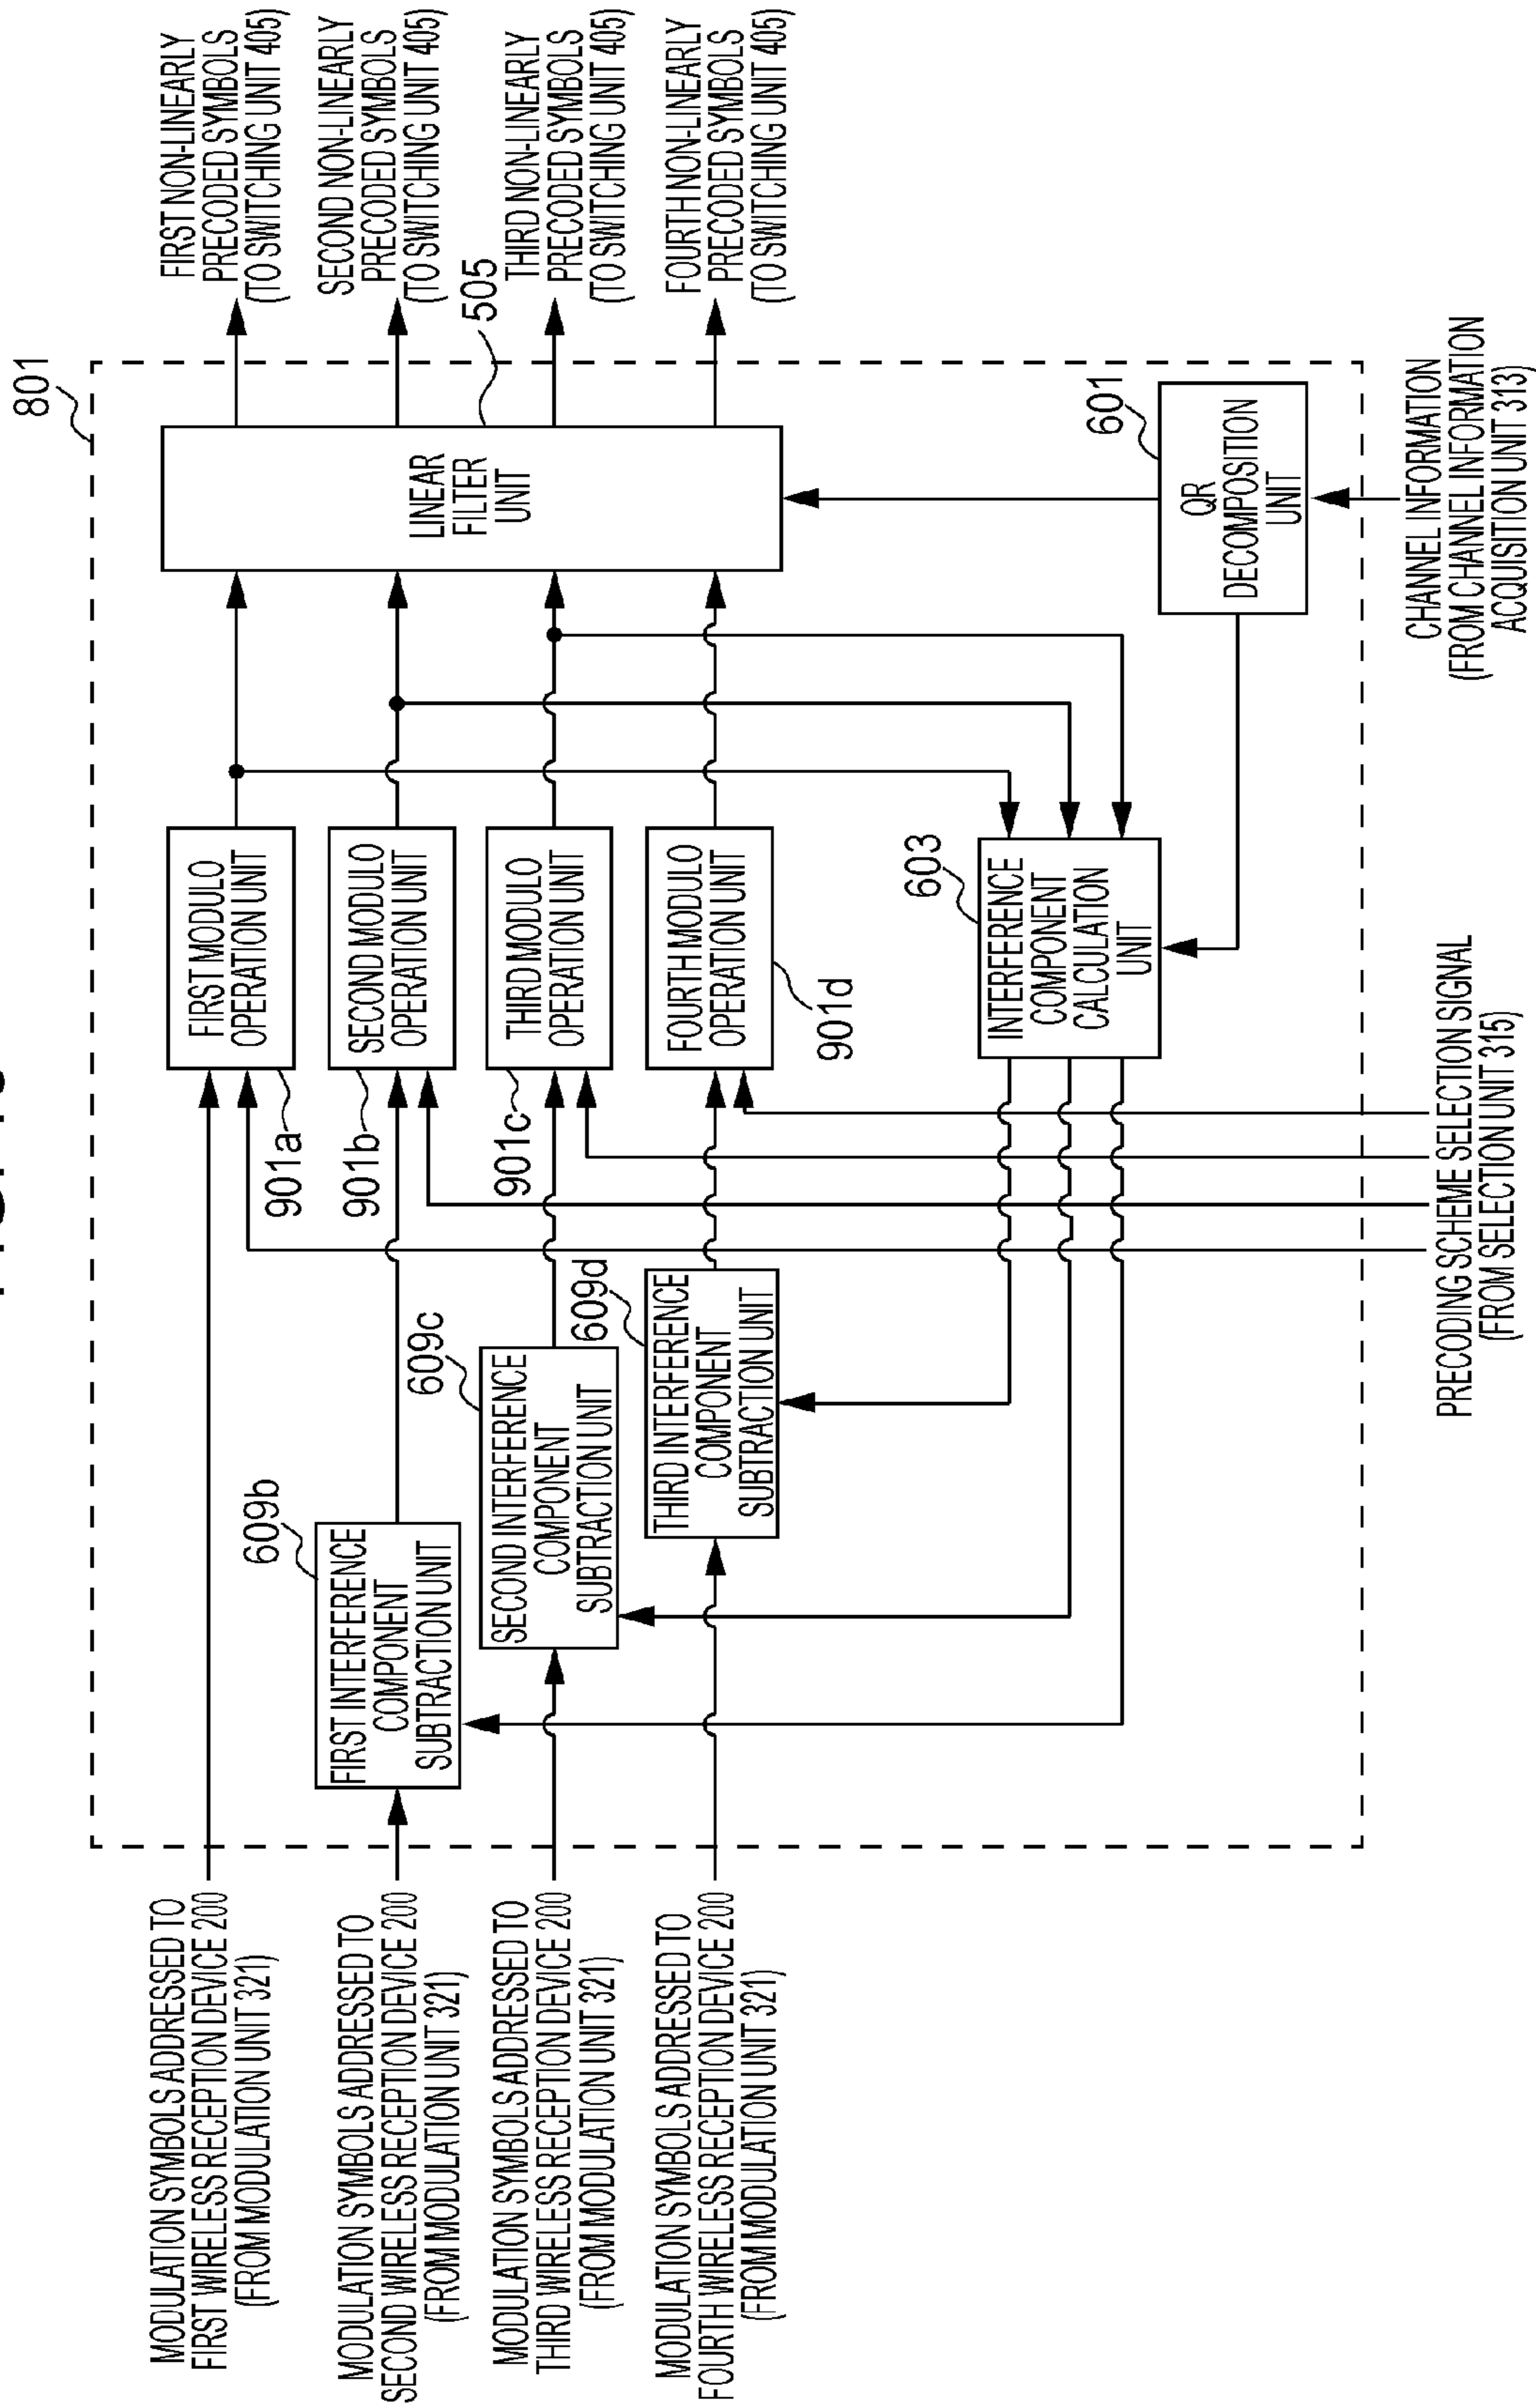 801
MODULATION SYMBOLS ADDRESSED TO
FIRST WIRELESS RECEPTION DEVICE 200
(FROM MODULATION UNIT 321)
MODULATION SYMBOLS ADDRESSED TO
SECOND WIRELESS RECEPTION DEVICE 200
(FROM MODULATION UNIT 321)
MODULATION SYMBOLS ADDRESSED TO
THIRD WIRELESS RECEPTION DEVICE 200
(FROM MODULATION UNIT 321)
MODULATION SYMBOLS ADDRESSED TO
FOURTH WIRELESS RECEPTION DEVICE 200
(FROM MODULATION UNIT 321)
609b
FIRST INTERFERENCE
COMPONENT
SUBTRACTION UNIT
609c
SECOND INTERFERENCE
COMPONENT
SUBTRACTION UNIT
609d
THIRD INTERFERENCE
COMPONENT
SUBTRACTION UNIT
FIRST MODULO
OPERATION UNIT
901a
SECOND MODULO
OPERATION UNIT
901b
THIRD MODULO
OPERATION UNIT
901c
FOURTH MODULO
OPERATION UNIT
901d
603
INTERFERENCE
COMPONENT
CALCULATION
UNIT
LINEAR
FILTER
UNIT
505
601
QR
DECOMPOSITION
UNIT
FIRST NON-LINEARLY
PRECODED SYMBOLS
(TO SWITCHING UNIT 405)
SECOND NON-LINEARLY
PRECODED SYMBOLS
(TO SWITCHING UNIT 405)
THIRD NON-LINEARLY
PRECODED SYMBOLS
(TO SWITCHING UNIT 405)
FOURTH NON-LINEARLY
PRECODED SYMBOLS
(TO SWITCHING UNIT 405)
PRECODING SCHEME SELECTION SIGNAL
(FROM SELECTION UNIT 315)
CHANNEL INFORMATION
(FROM CHANNEL INFORMATION
ACQUISITION UNIT 313)